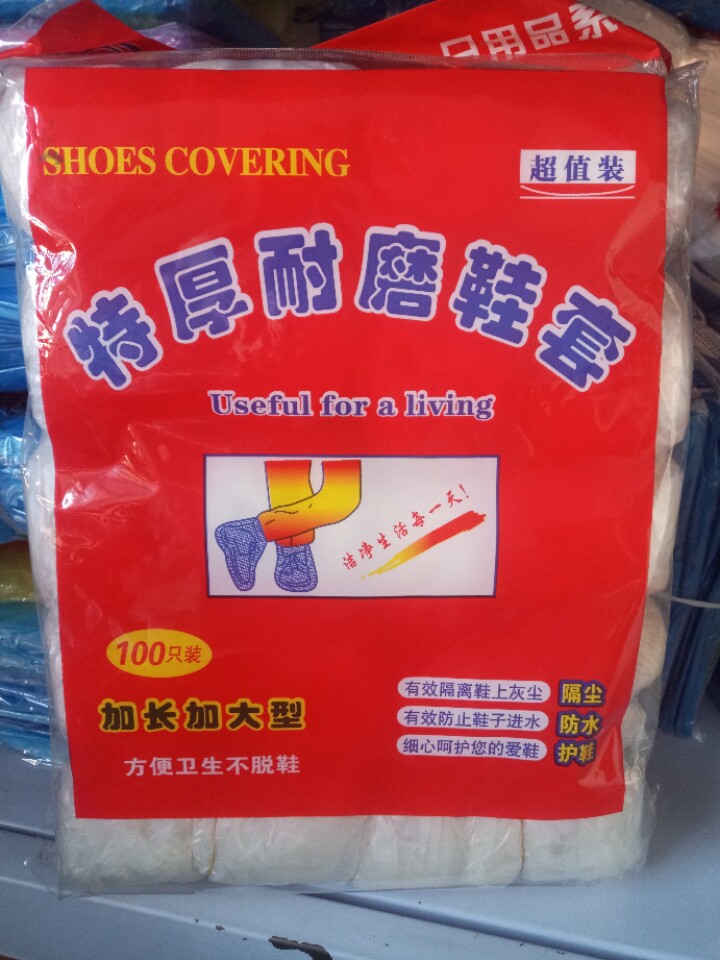 日用品系
SHOES COVERING
超值装
特厚耐磨鞋套
Useful for a living
洁净生活每一天!
100只装
加长加大型
方便卫生不脱鞋
有效隔离鞋上灰尘 隔尘
有效防止鞋子进水 防水
细心呵护您的爱鞋 护鞋